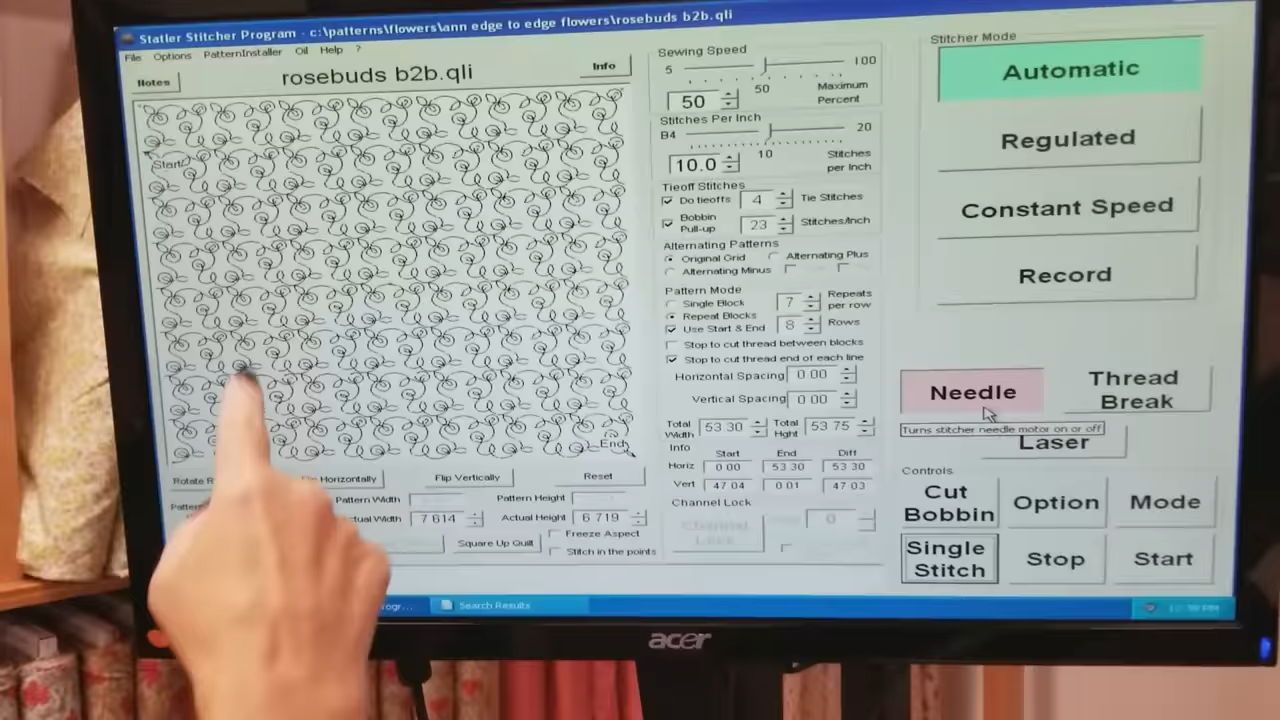 Statler Stitcher Program - c:\patterns\flowers\ann edge to edge flowers\rosebuds b2b.qli
File Options PatternInstaller Oil Help ?
Notes
rosebuds b2b.qli
Info
Start
End
Flip Vertically
Reset
Horizontally
Pattern Width
Pattern Height
Actual Height
7 614
6 719
Square Up Quilt
Freeze Aspect
Stitch in the points
Sewing Speed
5
100
50
50
Maximum
Percent
Stitches Per Inch
B4
20
10
10.0
Stitches
per Inch
Tieoff Stitches
Do tieoffs
4
Tie Stitches
Bobbin
Pull-up
23
Stitches/Inch
Alternating Patterns
Original Grid
Alternating Plus
Alternating Minus
Pattern Mode
Single Block
7
Repeats
per row
Repeat Blocks
Use Start & End
8
Rows
Stop to cut thread between blocks
Stop to cut thread end of each line
Horizontal Spacing
0 00
Vertical Spacing
0 00
Total
Width
53 30
Total
Hght
53 75
Info
Start
End
Diff
Horiz
0 00
53 30
53 30
Vert
47 04
0 01
47 03
Channel Lock
Channel
Lock
0
Stitcher Mode
Automatic
Regulated
Constant Speed
Record
Needle
Thread
Break
Turns stitcher needle motor on or off
Laser
Controls
Cut
Bobbin
Option
Mode
Single
Stitch
Stop
Start
Search Results
acer